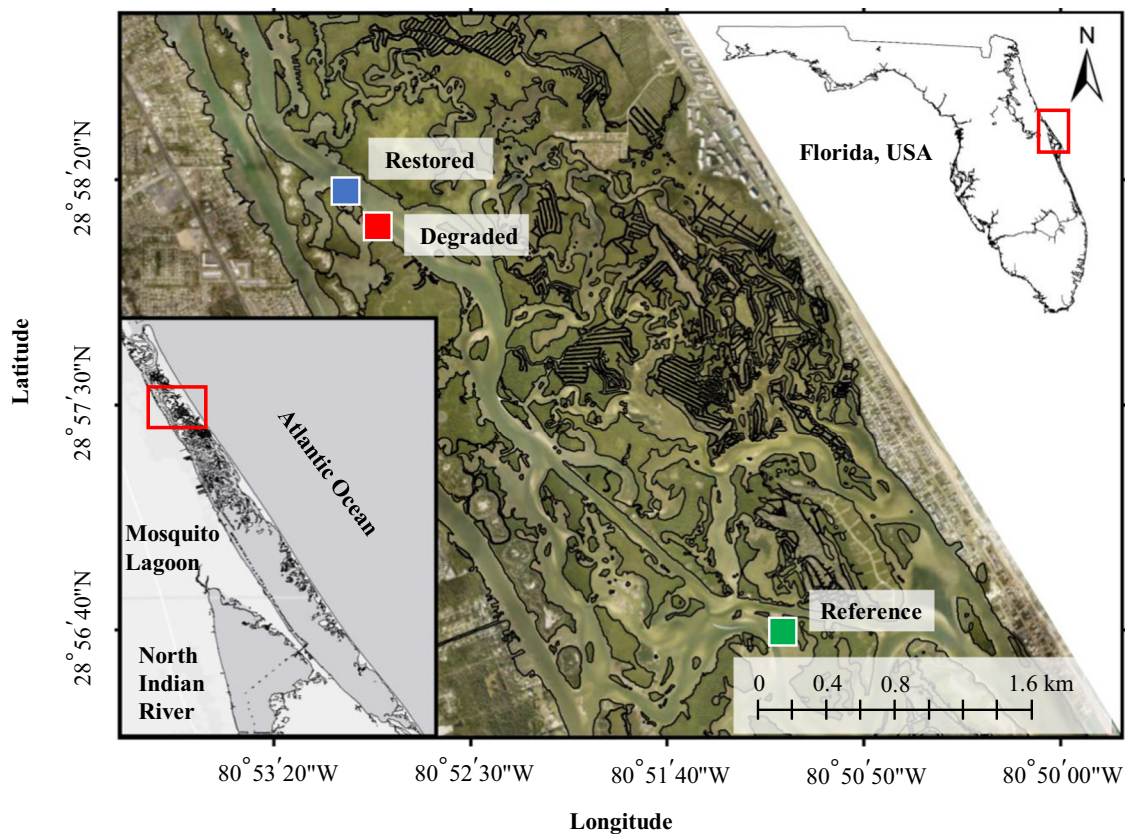 N
Florida, USA
Restored
Degraded
Reference
0 0.4 0.8 1.6 km
Atlantic Ocean
Mosquito
Lagoon
North
Indian
River
Latitude
28° 58′20"N
28° 57′30"N
28° 56′40"N
80° 53′20"W 80° 52′30"W 80° 51′40"W 80° 50′50"W 80° 50′00"W
Longitude